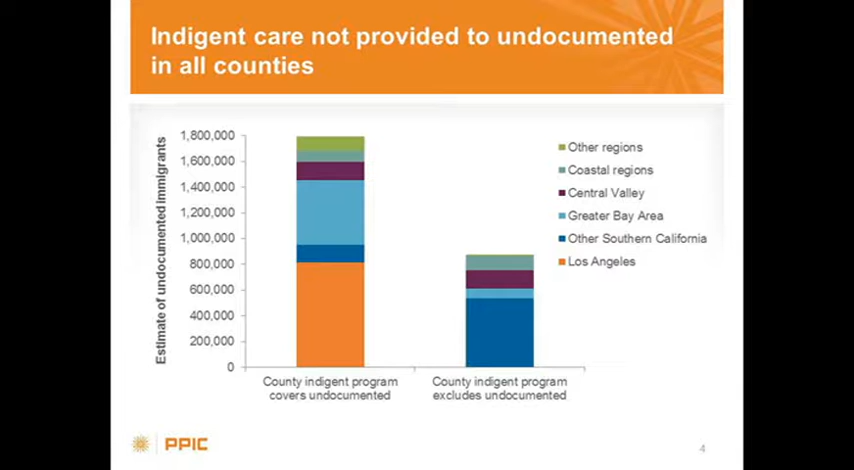 Indigent care not provided to undocumented
in all counties
Estimate of undocumented immigrants
1,800,000
1,600,000
1,400,000
1,200,000
1,000,000
800,000
600,000
400,000
200,000
0
County indigent program
covers undocumented
County indigent program
excludes undocumented
Other regions
Coastal regions
Central Valley
Greater Bay Area
Other Southern California
Los Angeles
PPIC
4